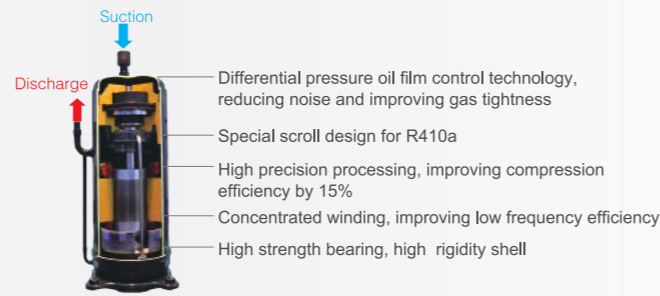 Suction
Discharge
Differential pressure oil film control technology,
reducing noise and improving gas tightness
Special scroll design for R410a
High precision processing, improving compression
efficiency by 15%
Concentrated winding, improving low frequency efficiency
High strength bearing, high rigidity shell